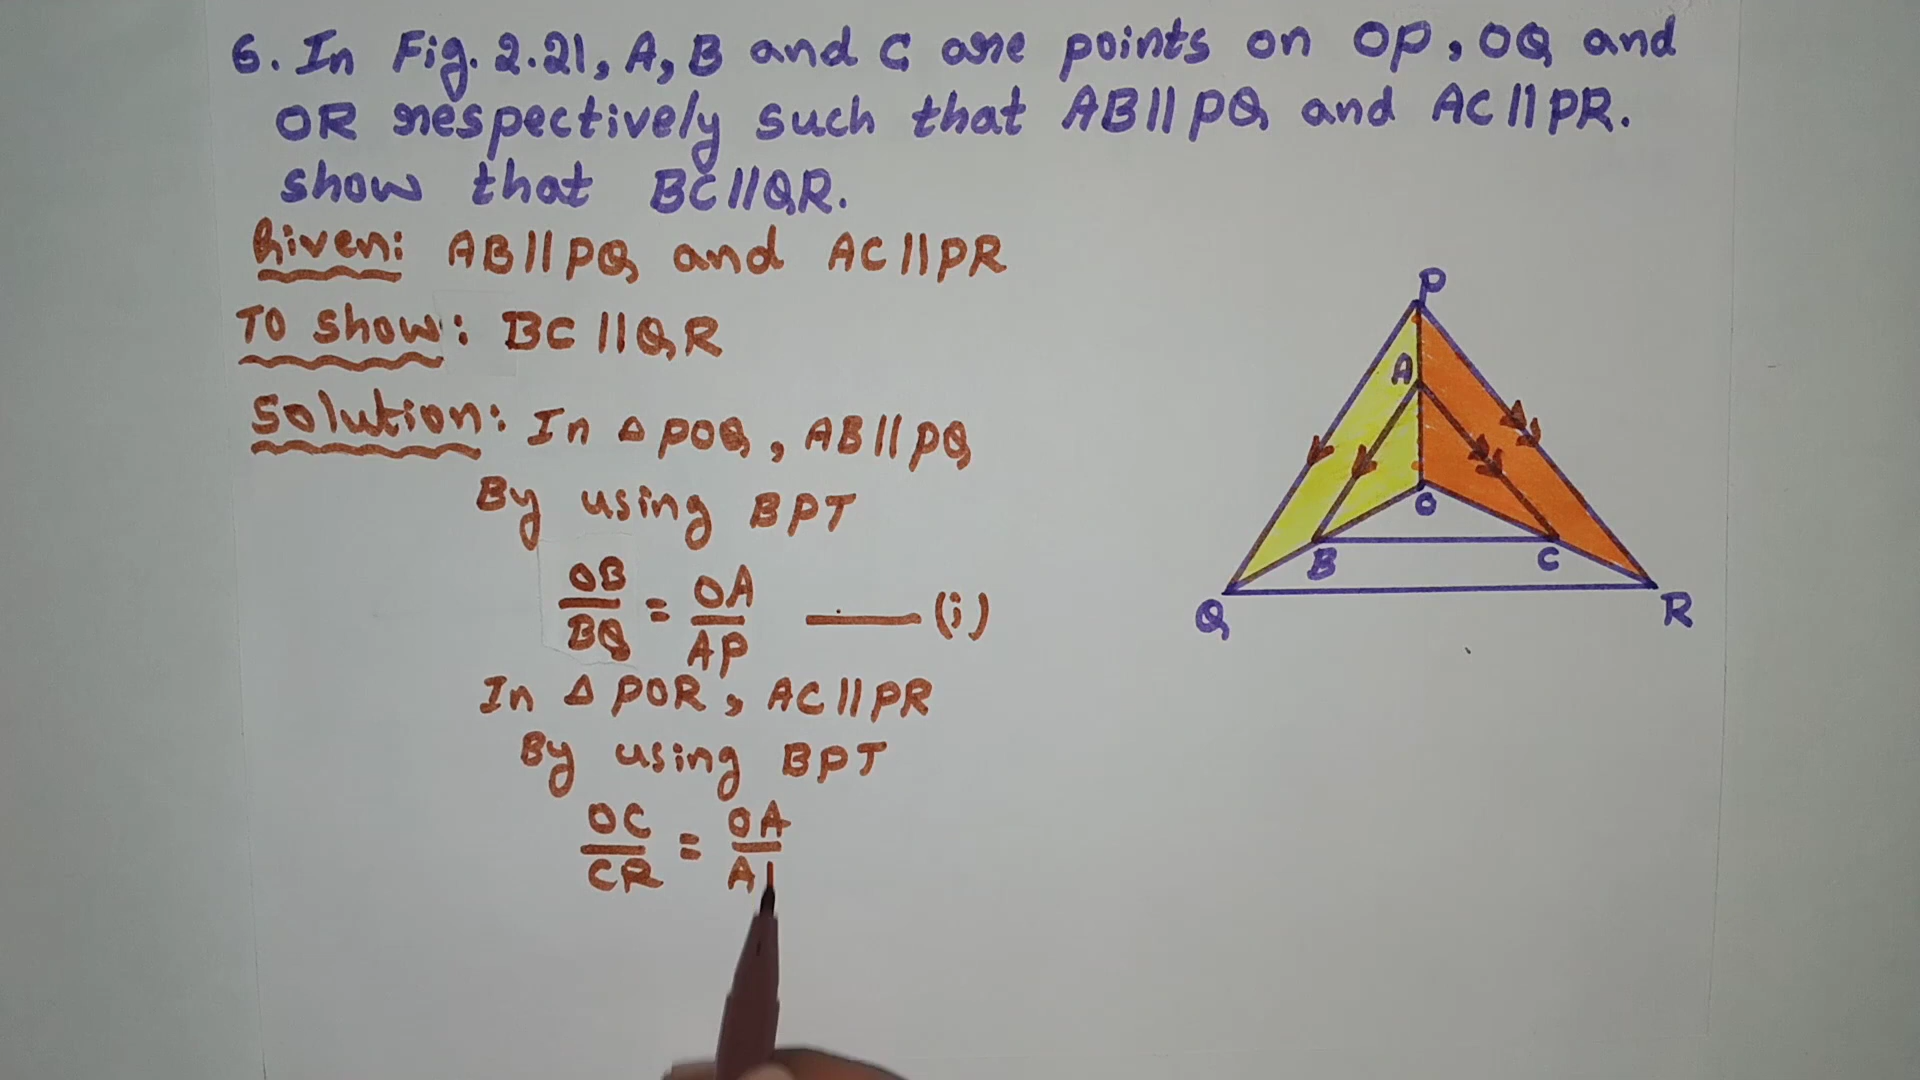 6. In Fig. 2.21, A, B and C are points on OP, OQ and
OR respectively such that AB||PQ and AC||PR.
show that BC||QR.
Given: AB||PQ and AC||PR
TO show: BC||QR
Solution: In △POQ, AB||PQ
By using BPT
OB/BQ = OA/AP ——— (i)
In △POR, AC||PR
By using BPT
OC/CR = OA/A
P
A
O
B
C
Q
R